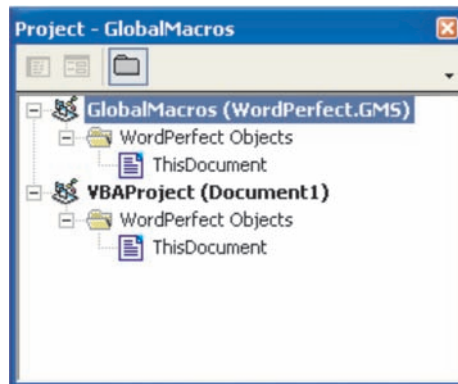 Project - GlobalMacros
GlobalMacros (WordPerfect.GMS)
WordPerfect Objects
ThisDocument
VBAProject (Document1)
WordPerfect Objects
ThisDocument